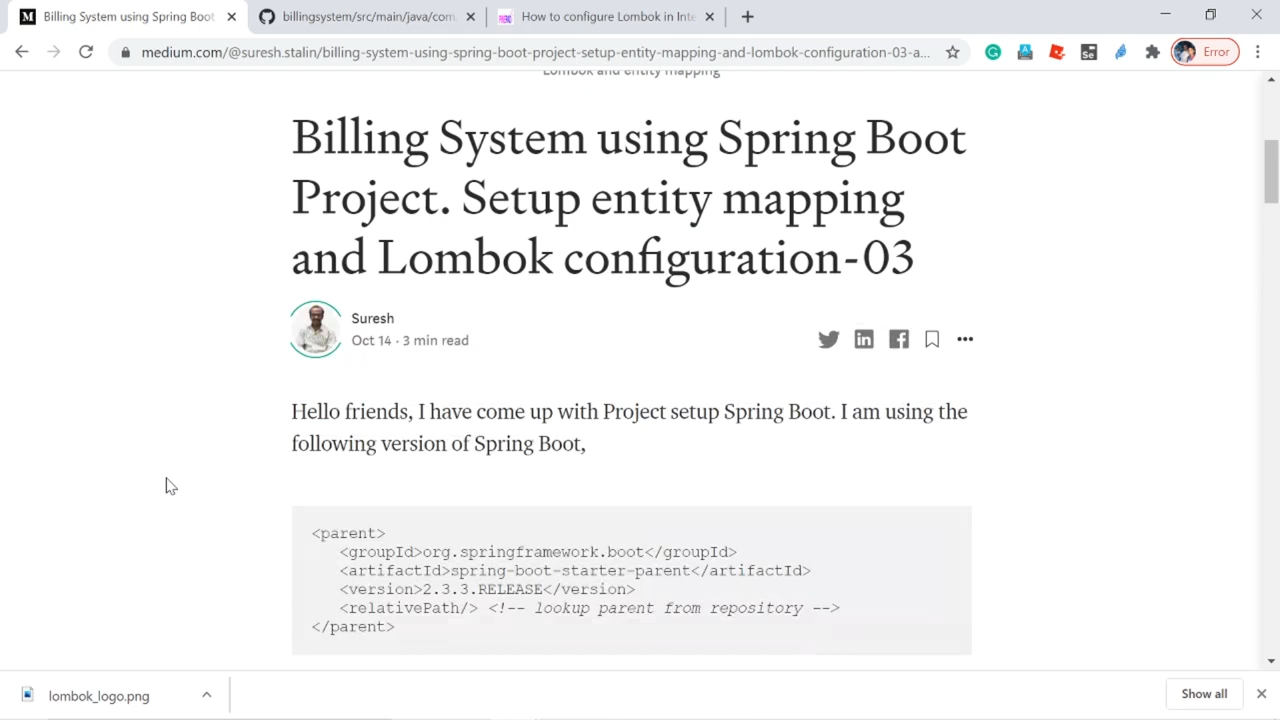 Billing System using Spring Boot
billingsystem/src/main/java/com.
How to configure Lombok in Inte
medium.com/@suresh.stalin/billing-system-using-spring-boot-project-setup-entity-mapping-and-lombok-configuration-03-a...
Error
Lombok and entity mapping
Billing System using Spring Boot
Project. Setup entity mapping
and Lombok configuration-03
Suresh
Oct 14 · 3 min read
Hello friends, I have come up with Project setup Spring Boot. I am using the
following version of Spring Boot,
<parent>
<groupId>org.springframework.boot</groupId>
<artifactId>spring-boot-starter-parent</artifactId>
<version>2.3.3.RELEASE</version>
<relativePath/> <!-- lookup parent from repository -->
</parent>
lombok_logo.png
Show all